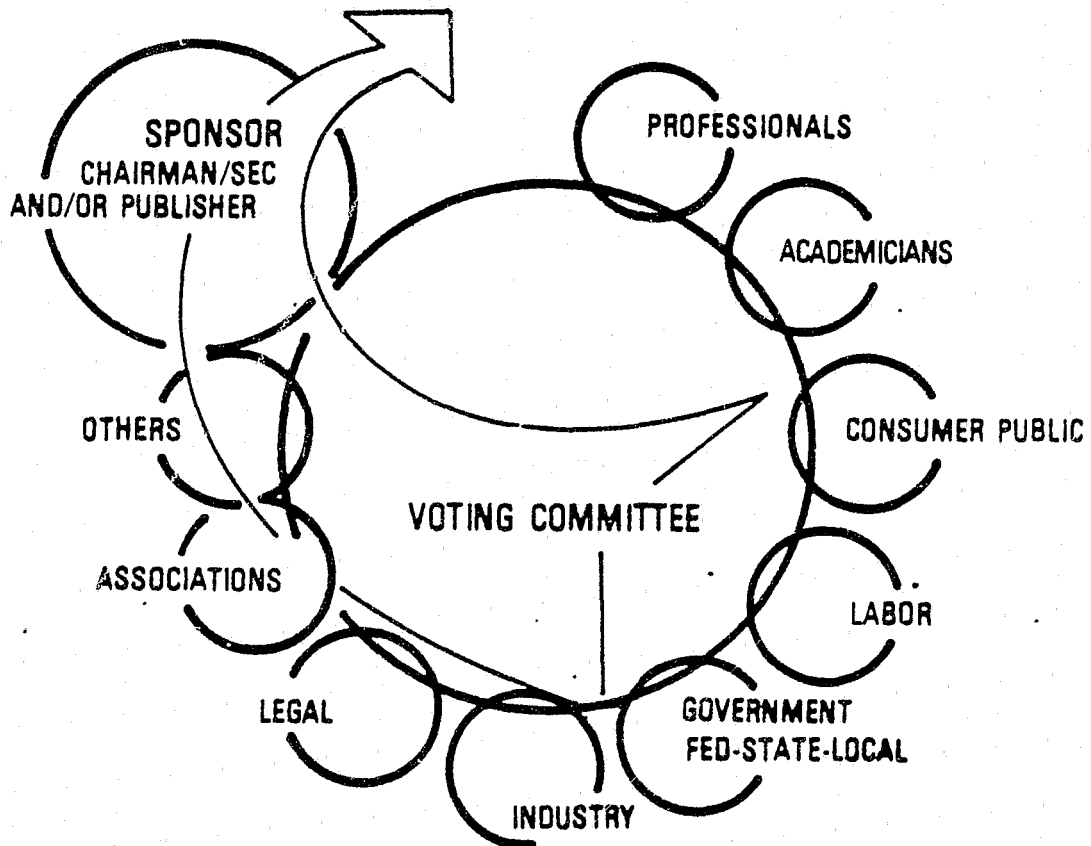 SPONSOR
CHAIRMAN/SEC
AND/OR PUBLISHER
PROFESSIONALS
ACADEMICIANS
CONSUMER PUBLIC
LABOR
GOVERNMENT
FED-STATE-LOCAL
INDUSTRY
LEGAL
ASSOCIATIONS
OTHERS
VOTING COMMITTEE